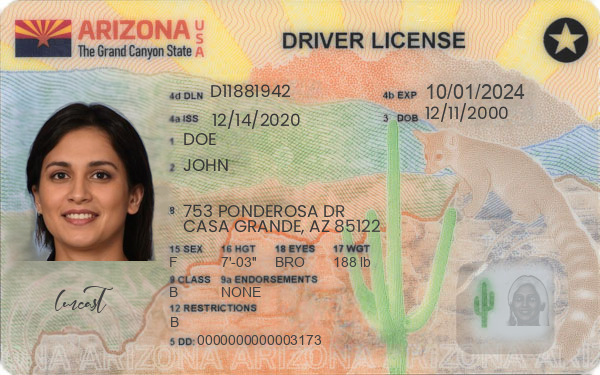 ARIZONA USA
The Grand Canyon State
DRIVER LICENSE
4d DLN D11881942
4b EXP 10/01/2024
4a ISS 12/14/2020
3 DOB 12/11/2000
1 DOE
2 JOHN
8 753 PONDEROSA DR
CASA GRANDE, AZ 85122
15 SEX 16 HGT 18 EYES 17 WGT
F 7'-03" BRO 188 lb
9 CLASS 9a ENDORSEMENTS
B NONE
12 RESTRICTIONS
B
5 DD: 0000000000003173
ARIZONA ARIZONA ARIZONA ARIZONA